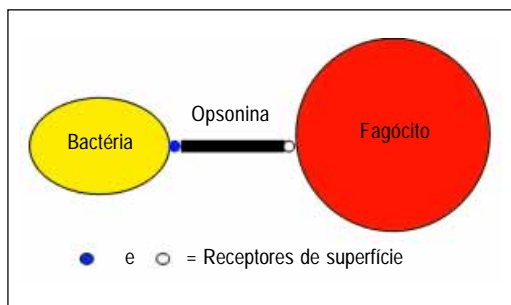 Opsonina
Bactéria
Fagócito
e = Receptores de superfície